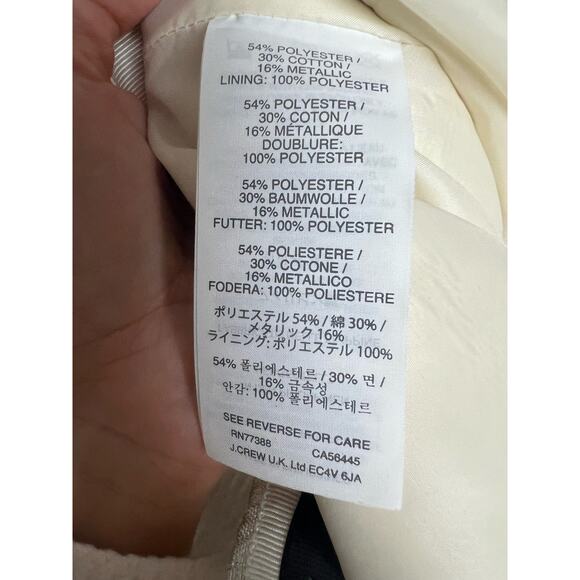 54% POLYESTER /
30% COTTON /
16% METALLIC
LINING: 100% POLYESTER
54% POLYESTER /
30% COTON /
16% MÉTALLIQUE
DOUBLURE:
100% POLYESTER
54% POLYESTER /
30% BAUMWOLLE /
16% METALLIC
FUTTER: 100% POLYESTER
54% POLIESTERE /
30% COTONE /
16% METALLICO
FODERA: 100% POLIESTERE
ポリエステル 54% / 綿 30% /
メタリック 16%
ライニング: ポリエステル 100%
54% 폴리에스테르 / 30% 면 /
16% 금속성
안감: 100% 폴리에스테르
SEE REVERSE FOR CARE
RN77388 CA56445
J.CREW U.K. Ltd EC4V 6JA